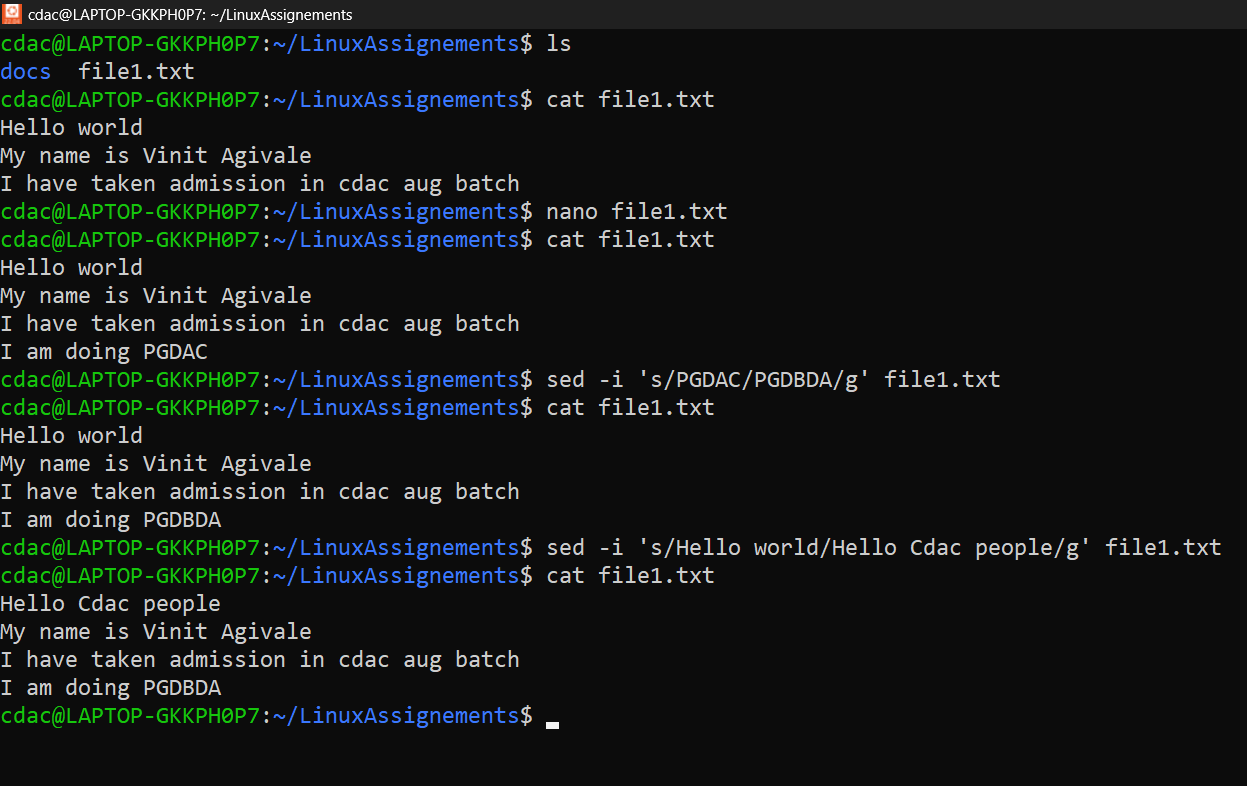 cdac@LAPTOP-GKKPH0P7: ~/LinuxAssignements
cdac@LAPTOP-GKKPH0P7:~/LinuxAssignements$ ls
docs  file1.txt
cdac@LAPTOP-GKKPH0P7:~/LinuxAssignements$ cat file1.txt
Hello world
My name is Vinit Agivale
I have taken admission in cdac aug batch
cdac@LAPTOP-GKKPH0P7:~/LinuxAssignements$ nano file1.txt
cdac@LAPTOP-GKKPH0P7:~/LinuxAssignements$ cat file1.txt
Hello world
My name is Vinit Agivale
I have taken admission in cdac aug batch
I am doing PGDAC
cdac@LAPTOP-GKKPH0P7:~/LinuxAssignements$ sed -i 's/PGDAC/PGDBDA/g' file1.txt
cdac@LAPTOP-GKKPH0P7:~/LinuxAssignements$ cat file1.txt
Hello world
My name is Vinit Agivale
I have taken admission in cdac aug batch
I am doing PGDBDA
cdac@LAPTOP-GKKPH0P7:~/LinuxAssignements$ sed -i 's/Hello world/Hello Cdac people/g' file1.txt
cdac@LAPTOP-GKKPH0P7:~/LinuxAssignements$ cat file1.txt
Hello Cdac people
My name is Vinit Agivale
I have taken admission in cdac aug batch
I am doing PGDBDA
cdac@LAPTOP-GKKPH0P7:~/LinuxAssignements$